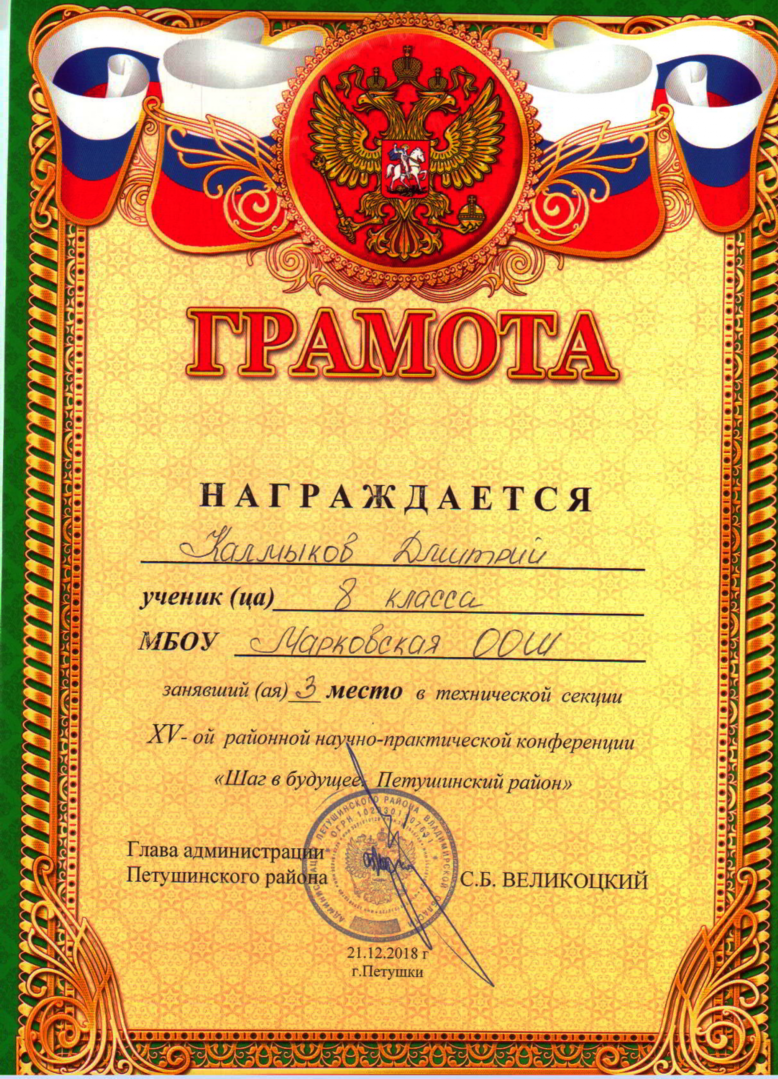 ГРАМОТА
НАГРАЖДАЕТСЯ
Калмыков Дмитрий
ученик (ца) 8 класса
МБОУ Марковская ООШ
занявший (ая) 3 место в технической секции
XV- ой районной научно-практической конференции
«Шаг в будущее. Петушинский район»
Глава администрации
Петушинского района С.Б. ВЕЛИКОЦКИЙ
21.12.2018 г
г.Петушки